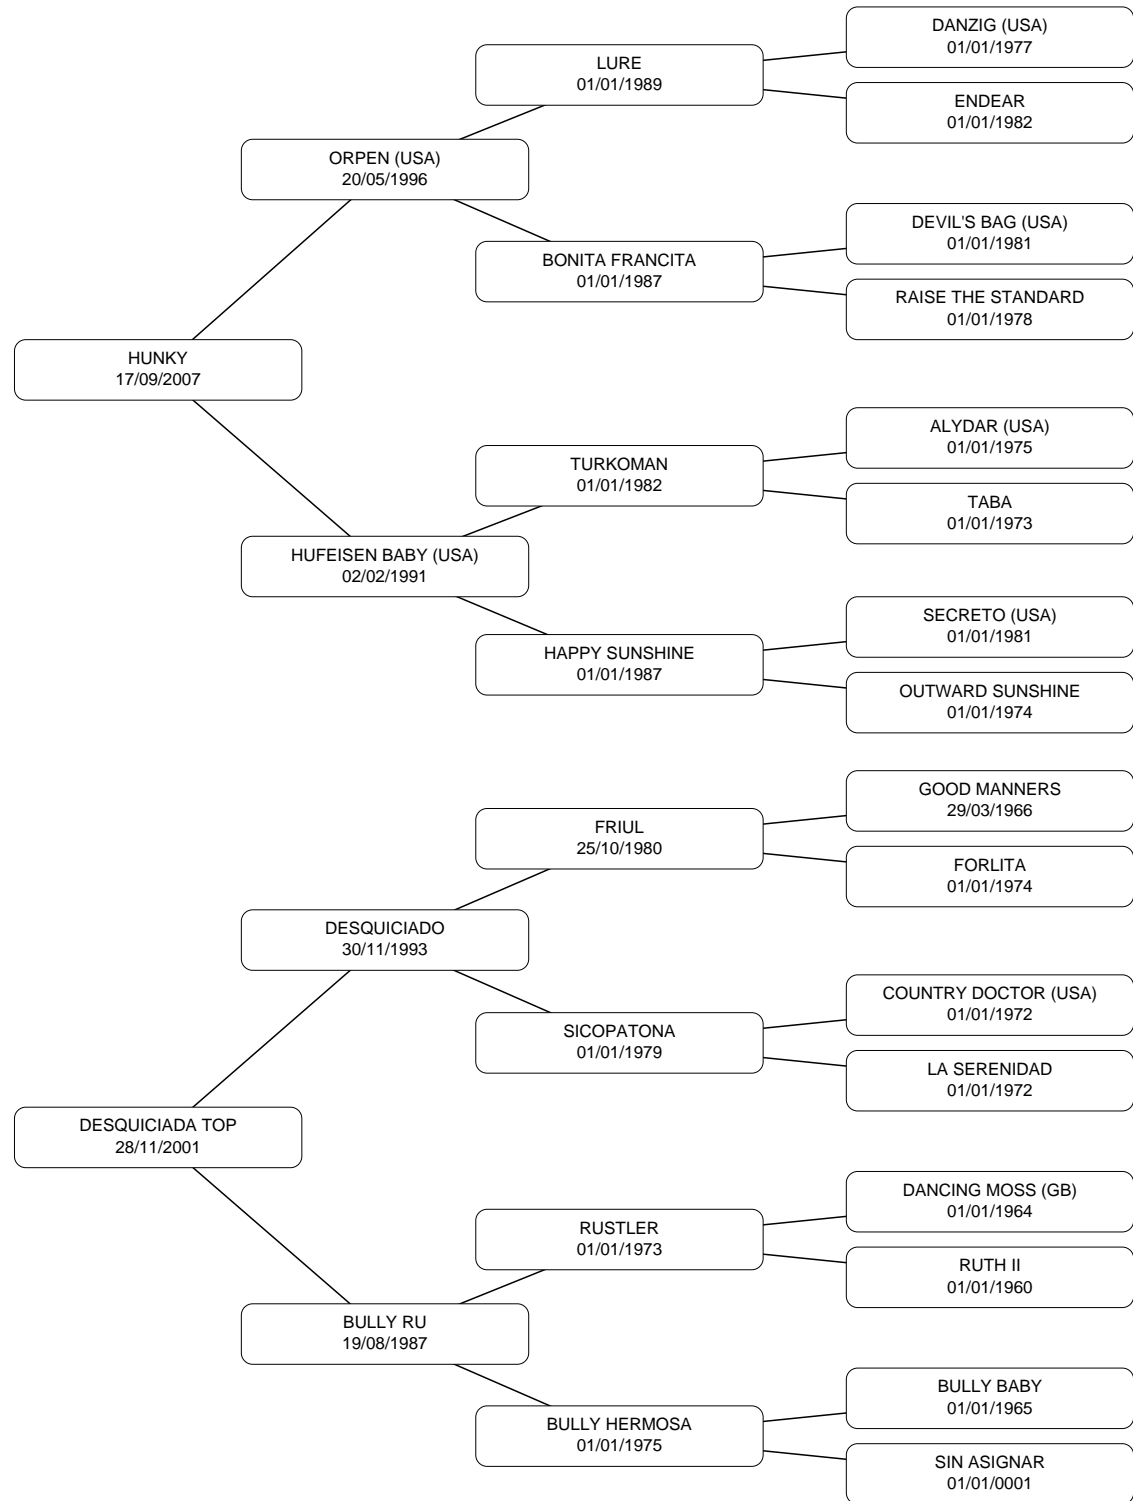 DANZIG (USA)
01/01/1977
LURE
01/01/1989
ENDEAR
01/01/1982
ORPEN (USA)
20/05/1996
DEVIL'S BAG (USA)
01/01/1981
BONITA FRANCITA
01/01/1987
RAISE THE STANDARD
01/01/1978
HUNKY
17/09/2007
ALYDAR (USA)
01/01/1975
TURKOMAN
01/01/1982
TABA
01/01/1973
HUFEISEN BABY (USA)
02/02/1991
SECRETO (USA)
01/01/1981
HAPPY SUNSHINE
01/01/1987
OUTWARD SUNSHINE
01/01/1974
GOOD MANNERS
29/03/1966
FRIUL
25/10/1980
FORLITA
01/01/1974
DESQUICIADO
30/11/1993
COUNTRY DOCTOR (USA)
01/01/1972
SICOPATONA
01/01/1979
LA SERENIDAD
01/01/1972
DESQUICIADA TOP
28/11/2001
DANCING MOSS (GB)
01/01/1964
RUSTLER
01/01/1973
RUTH II
01/01/1960
BULLY RU
19/08/1987
BULLY BABY
01/01/1965
BULLY HERMOSA
01/01/1975
SIN ASIGNAR
01/01/0001